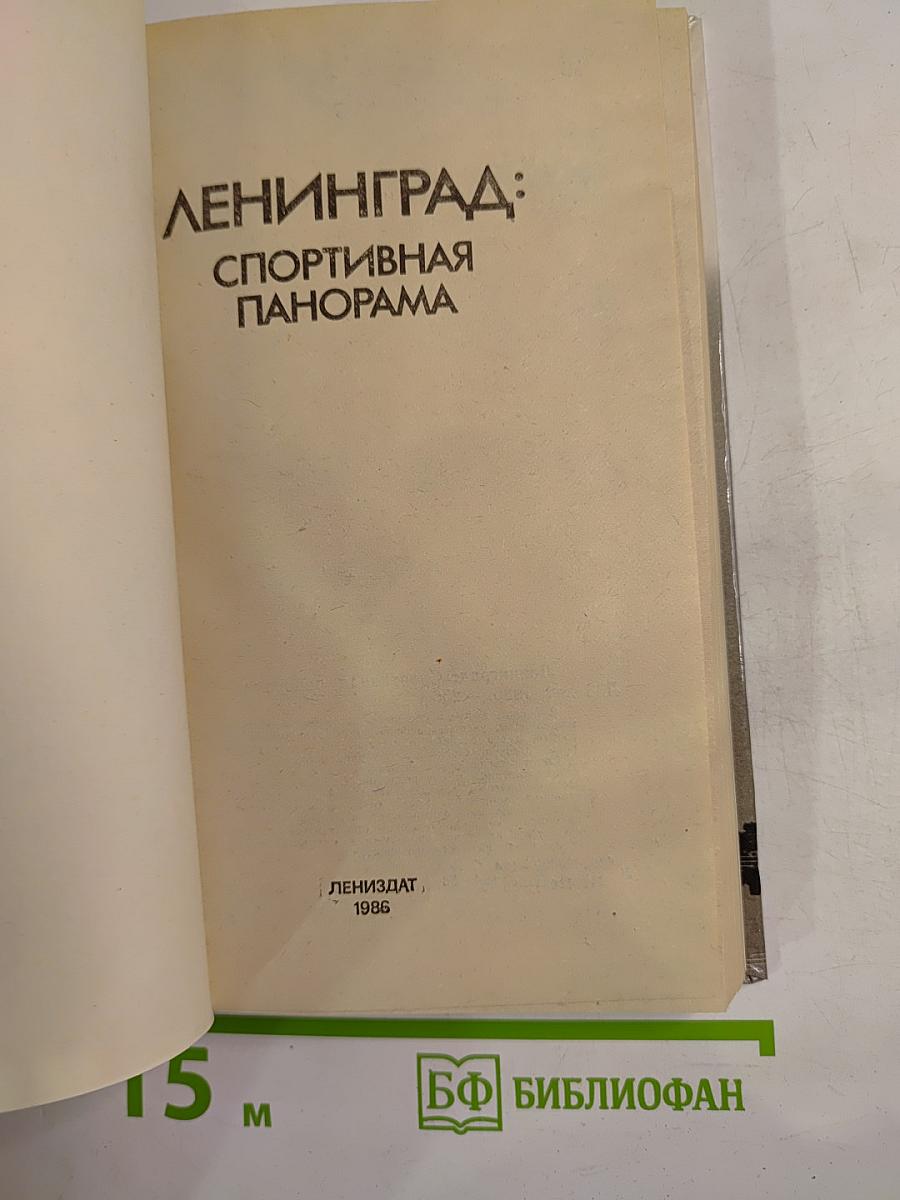 ЛЕНИНГРАД:
СПОРТИВНАЯ
ПАНОРАМА
ЛЕНИЗДАТ
1986
15 м
БФ БИБЛИОФАН